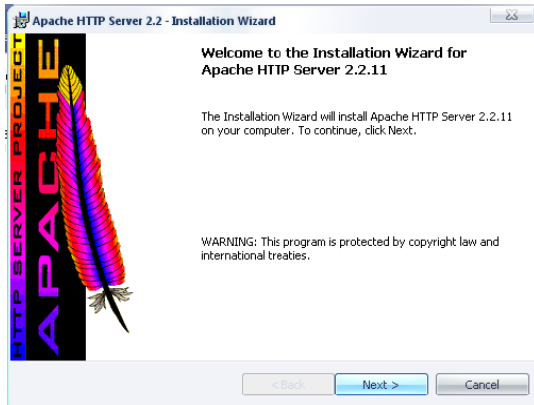 Apache HTTP Server 2.2 - Installation Wizard
HTTP SERVER PROJECT
APACHE
Welcome to the Installation Wizard for
Apache HTTP Server 2.2.11
The Installation Wizard will install Apache HTTP Server 2.2.11
on your computer. To continue, click Next.
WARNING: This program is protected by copyright law and
international treaties.
< Back
Next >
Cancel